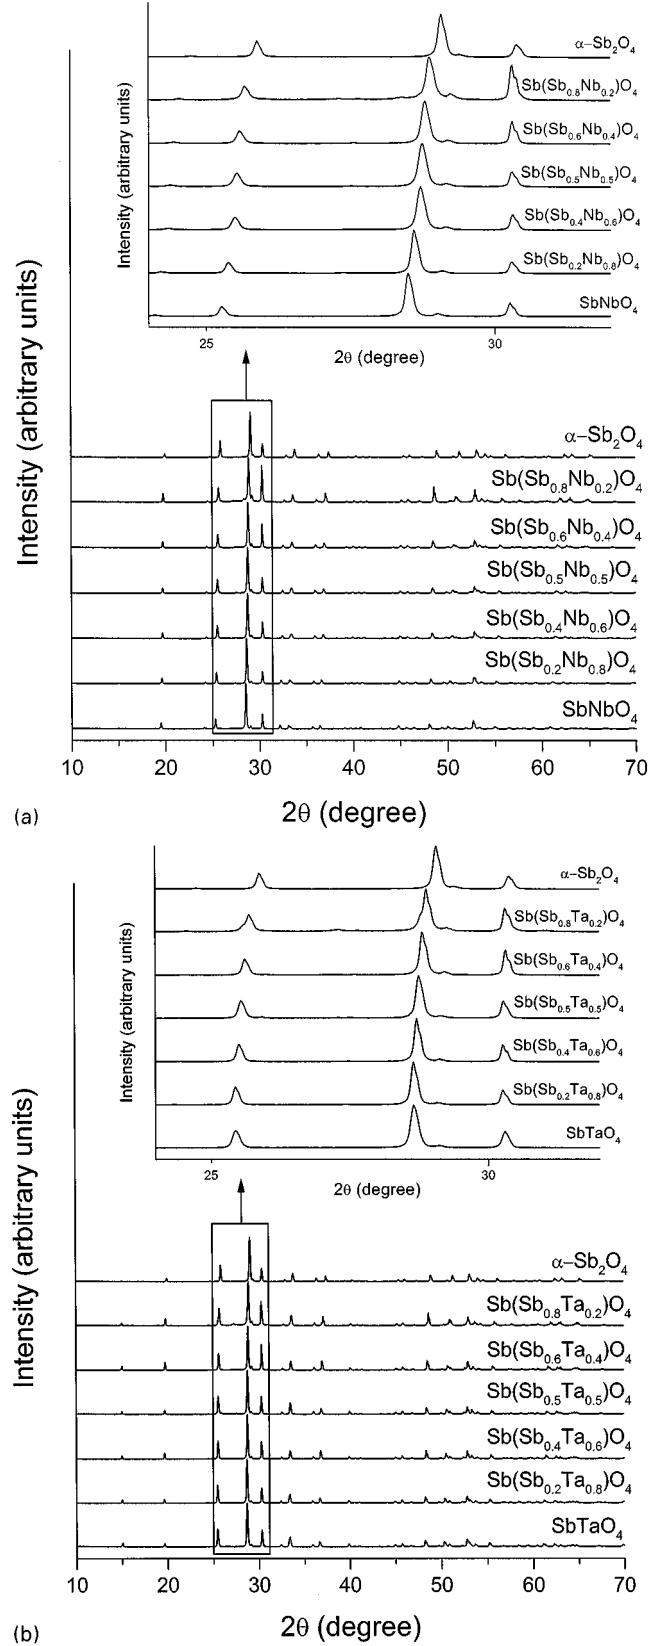 α-Sb₂O₄
Sb(Sb₀.₈Nb₀.₂)O₄
Sb(Sb₀.₆Nb₀.₄)O₄
Sb(Sb₀.₅Nb₀.₅)O₄
Sb(Sb₀.₄Nb₀.₆)O₄
Sb(Sb₀.₂Nb₀.₈)O₄
SbNbO₄
Intensity (arbitrary units)
25 30
2θ (degree)
Intensity (arbitrary units)
α-Sb₂O₄
Sb(Sb₀.₈Nb₀.₂)O₄
Sb(Sb₀.₆Nb₀.₄)O₄
Sb(Sb₀.₅Nb₀.₅)O₄
Sb(Sb₀.₄Nb₀.₆)O₄
Sb(Sb₀.₂Nb₀.₈)O₄
SbNbO₄
10 20 30 40 50 60 70
2θ (degree)
(a)
α-Sb₂O₄
Sb(Sb₀.₈Ta₀.₂)O₄
Sb(Sb₀.₆Ta₀.₄)O₄
Sb(Sb₀.₅Ta₀.₅)O₄
Sb(Sb₀.₄Ta₀.₆)O₄
Sb(Sb₀.₂Ta₀.₈)O₄
SbTaO₄
Intensity (arbitrary units)
25 30
2θ (degree)
Intensity (arbitrary units)
α-Sb₂O₄
Sb(Sb₀.₈Ta₀.₂)O₄
Sb(Sb₀.₆Ta₀.₄)O₄
Sb(Sb₀.₅Ta₀.₅)O₄
Sb(Sb₀.₄Ta₀.₆)O₄
Sb(Sb₀.₂Ta₀.₈)O₄
SbTaO₄
10 20 30 40 50 60 70
2θ (degree)
(b)